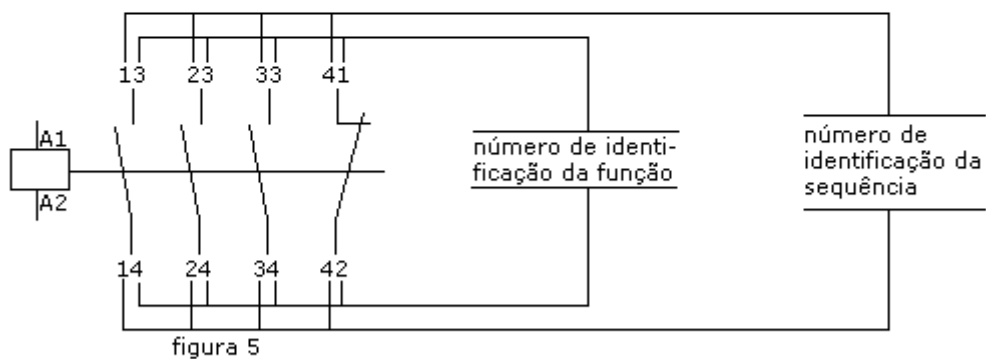 13 23 33 41
A1
A2
número de identi-
ficação da função
número de
identificação da
sequência
14 24 34 42
figura 5